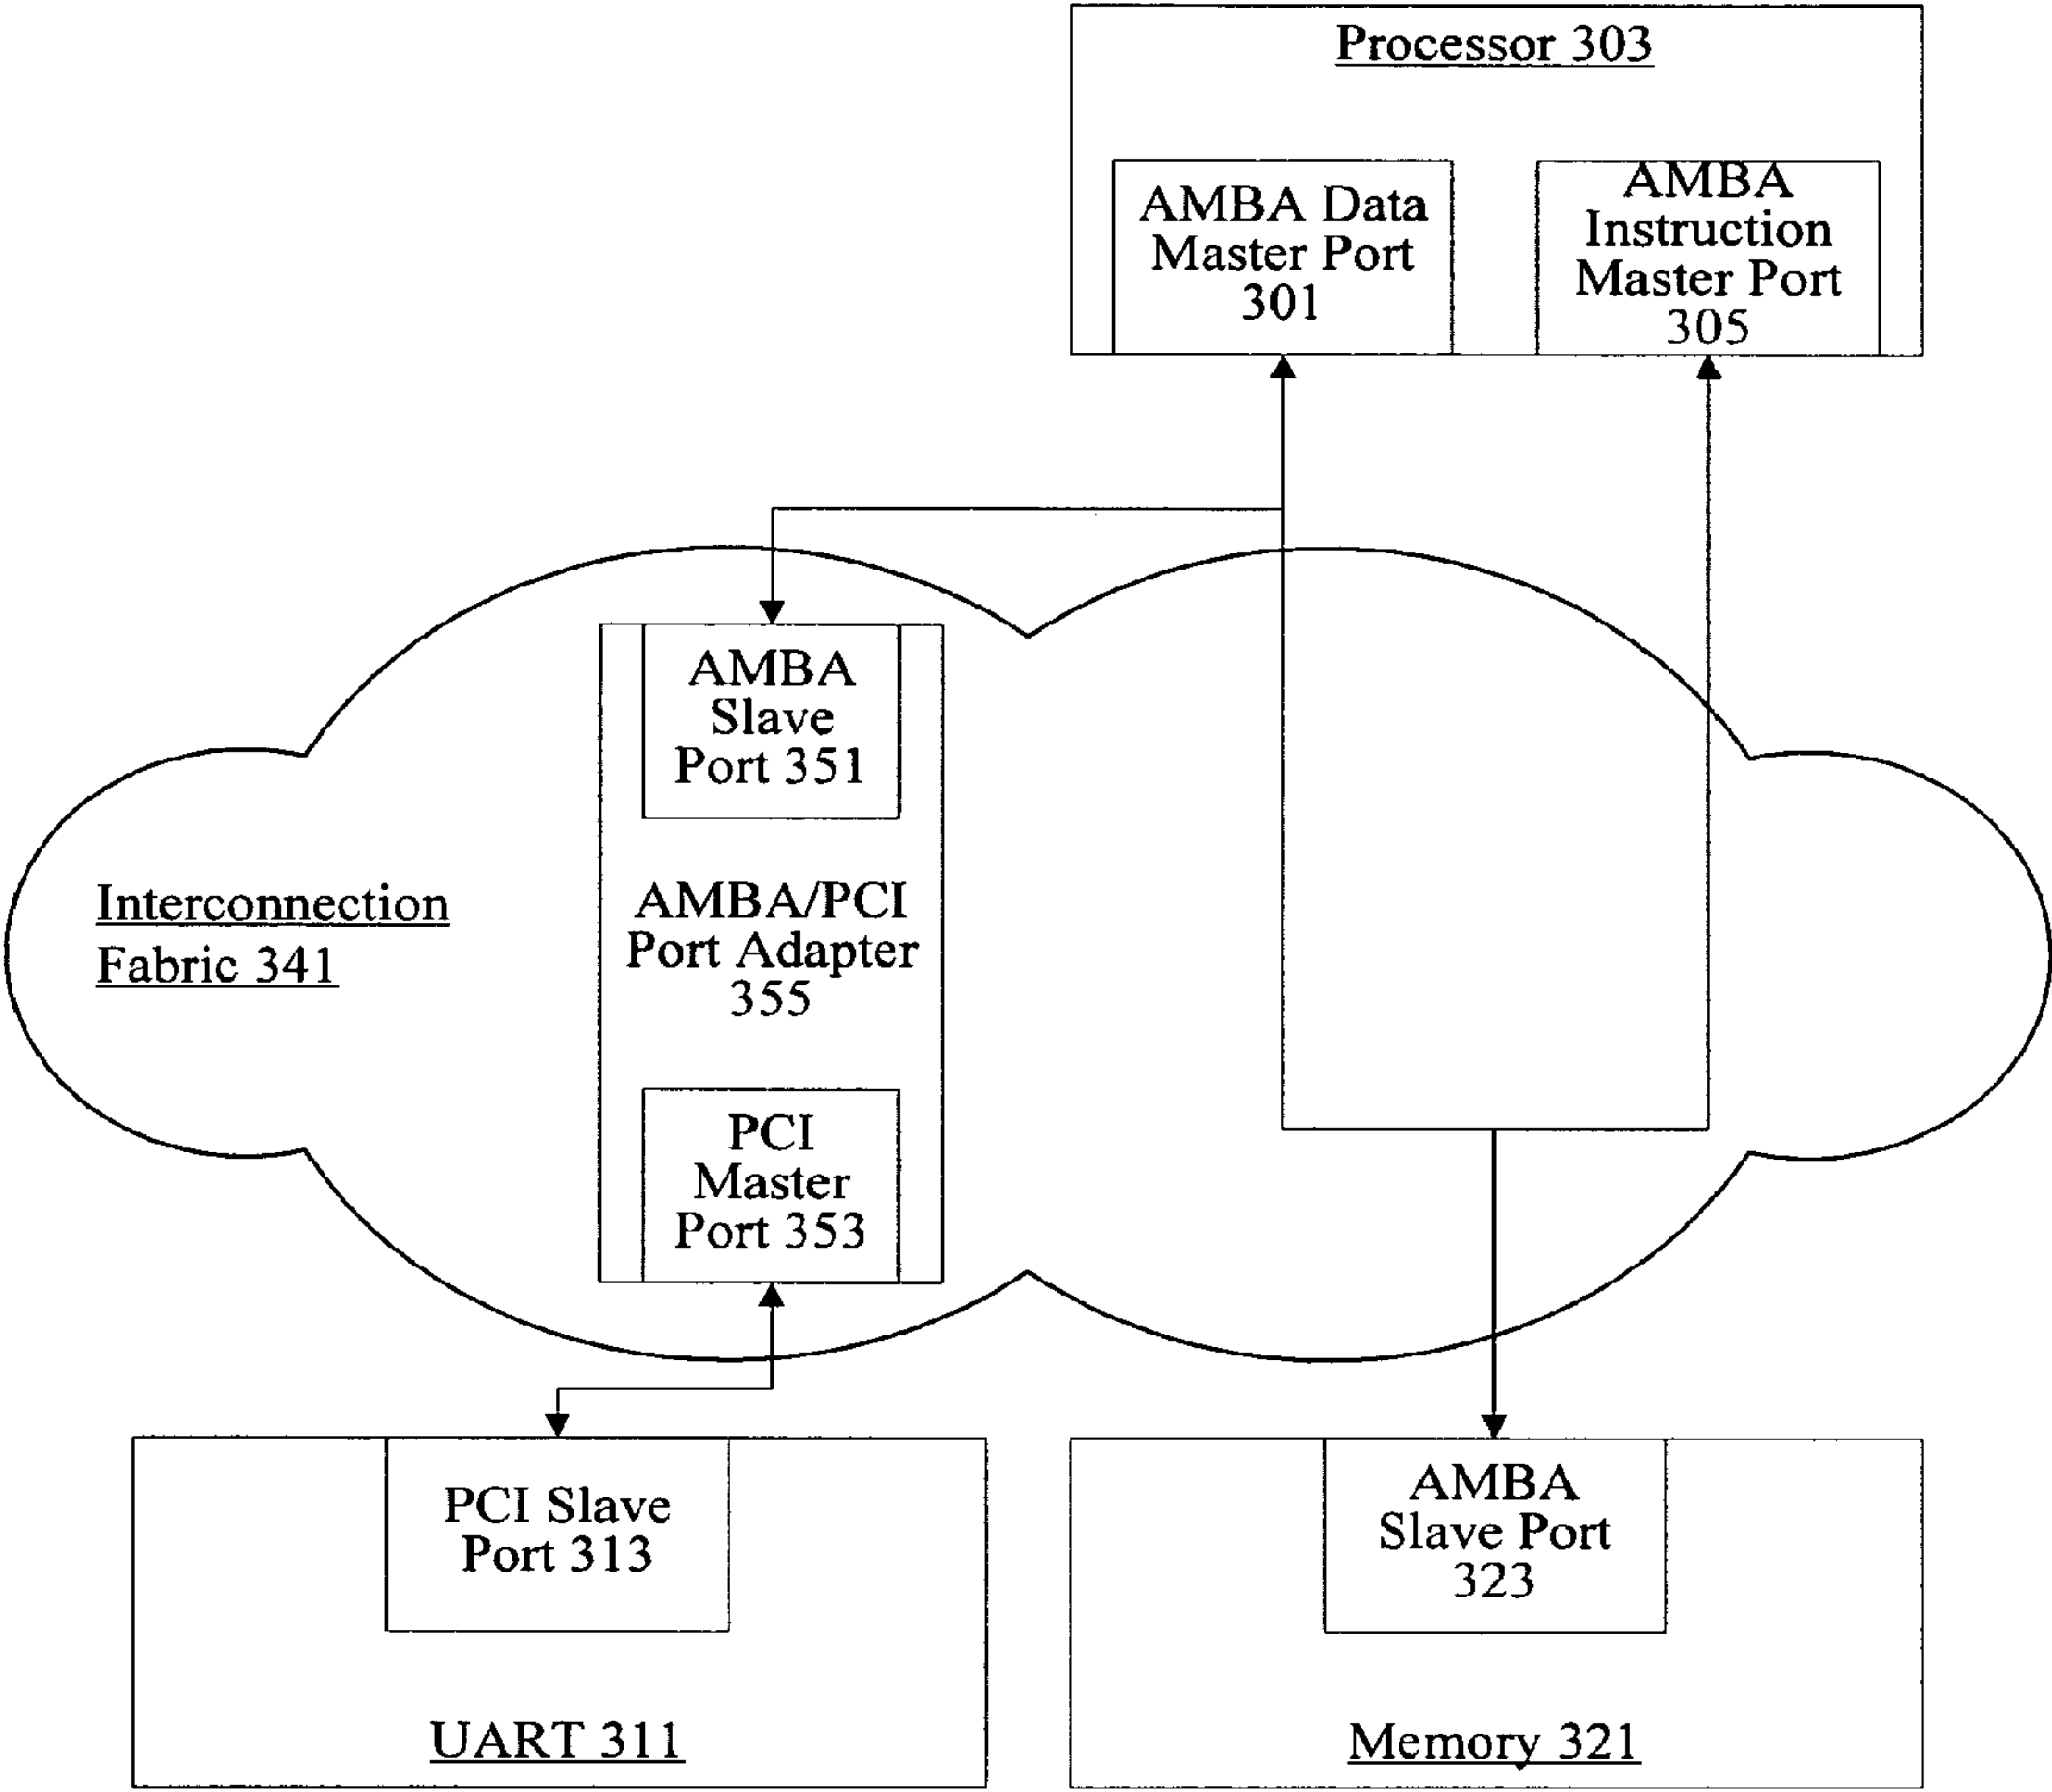 Processor 303
AMBA Data
Master Port
301
AMBA
Instruction
Master Port
305
AMBA
Slave
Port 351
Interconnection
Fabric 341
AMBA/PCI
Port Adapter
355
PCI
Master
Port 353
PCI Slave
Port 313
UART 311
AMBA
Slave Port
323
Memory 321